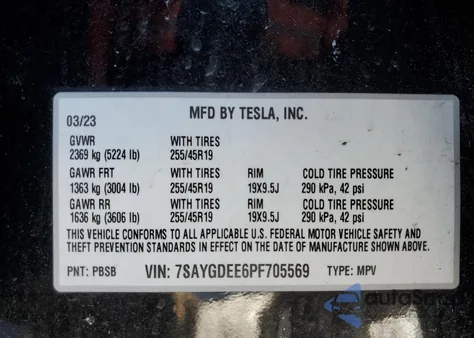 MFD BY TESLA, INC.
03/23
GVWR WITH TIRES
2369 kg (5224 lb) 255/45R19
GAWR FRT WITH TIRES RIM COLD TIRE PRESSURE
1363 kg (3004 lb) 255/45R19 19X9.5J 290 kPa, 42 psi
GAWR RR WITH TIRES RIM COLD TIRE PRESSURE
1636 kg (3606 lb) 255/45R19 19X9.5J 290 kPa, 42 psi
THIS VEHICLE CONFORMS TO ALL APPLICABLE U.S. FEDERAL MOTOR VEHICLE SAFETY AND
THEFT PREVENTION STANDARDS IN EFFECT ON THE DATE OF MANUFACTURE SHOWN ABOVE.
PNT: PBSB VIN: 7SAYGDEE6PF705569 TYPE: MPV